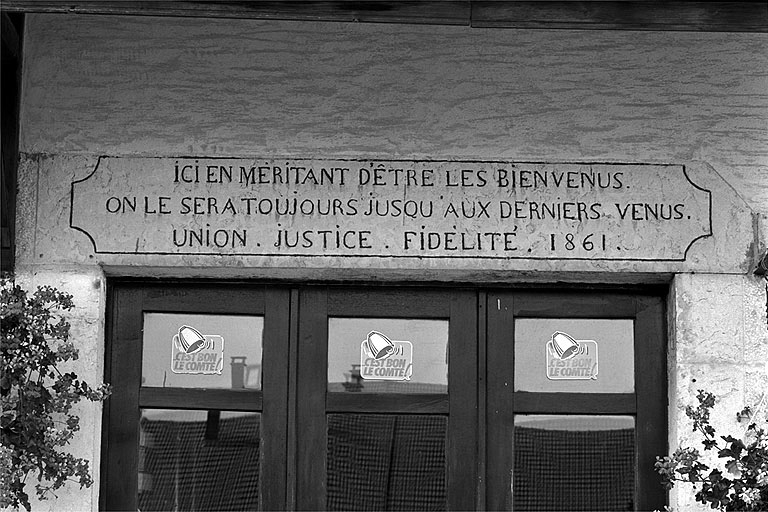 ICI EN MERITANT D'ÊTRE LES BIENVENUS.
ON LE SERA TOUJOURS JUSQU'AUX DERNIERS VENUS.
UNION. JUSTICE. FIDELITÉ. 1861.
C'EST BON
LE COMTÉ!
C'EST BON
LE COMTÉ!
C'EST BON
LE COMTÉ!